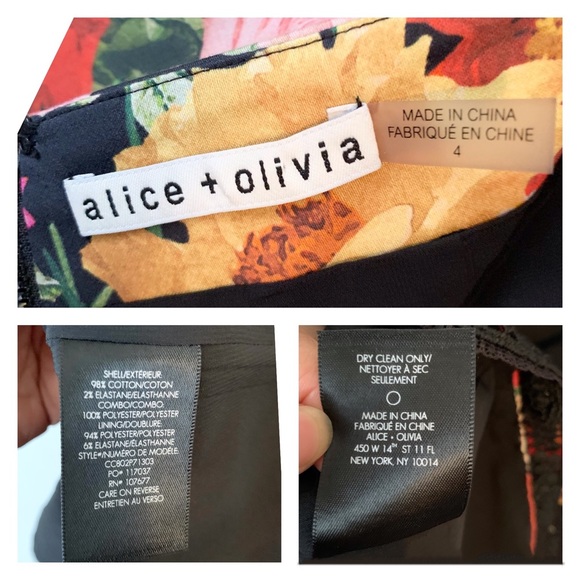 alice + olivia
MADE IN CHINA
FABRIQUÉ EN CHINE
4
SHELL/EXTÉRIEUR
98% COTTON/COTON
2% ELASTANE/ÉLASTHANNE
COMBO/COMBO:
100% POLYESTER/POLYESTER
LINING/DOUBLURE:
94% POLYESTER/POLYESTER
6% ELASTANE/ÉLASTHANNE
STYLE#/NUMÉRO DE MODÈLE:
CC802P71303
PO# 117037
RN# 107677
CARE ON REVERSE
ENTRETIEN AU VERSO
DRY CLEAN ONLY/
NETTOYER À SEC
SEULEMENT
MADE IN CHINA
FABRIQUÉ EN CHINE
ALICE + OLIVIA
450 W 14TH ST 11 FL
NEW YORK, NY 10014